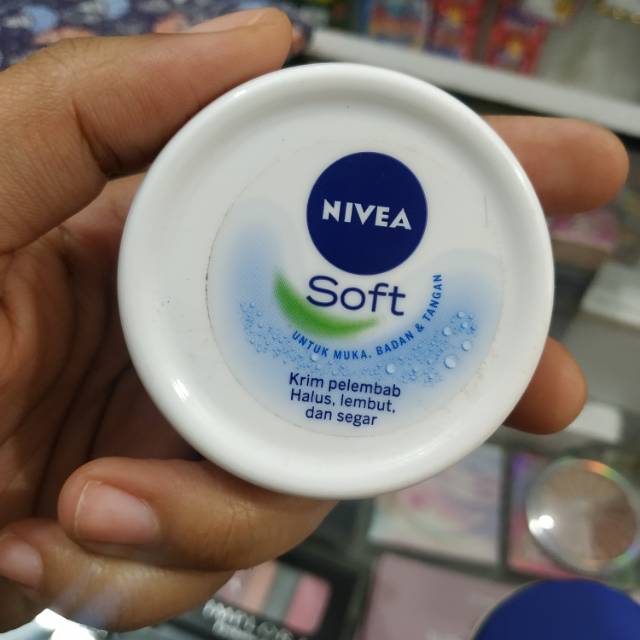 NIVEA
Soft
UNTUK MUKA, BADAN & TANGAN
Krim pelembab
Halus, lembut,
dan segar